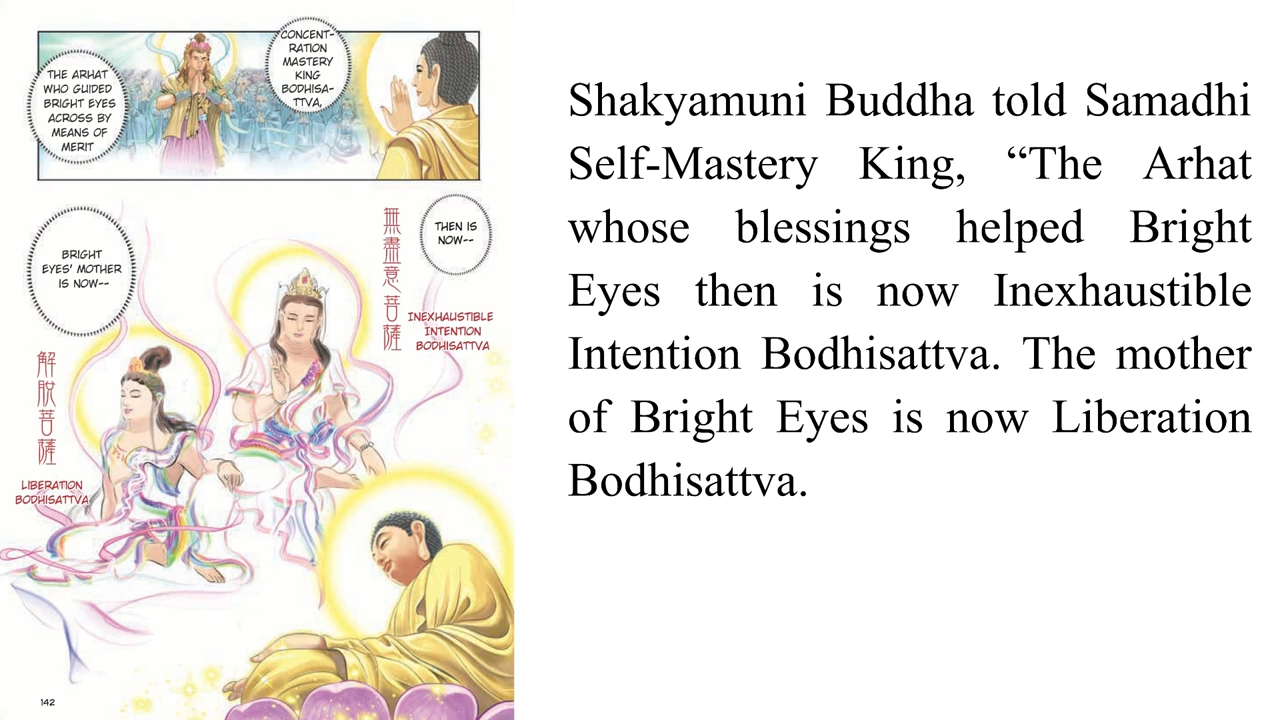 CONCENT-
RATION
MASTERY
KING
BODHISA-
TTVA,
THE ARHAT
WHO GUIDED
BRIGHT EYES
ACROSS BY
MEANS OF
MERIT
THEN IS
NOW--
無盡意菩薩
INEXHAUSTIBLE
INTENTION
BODHISATTVA
BRIGHT
EYES' MOTHER
IS NOW--
解脫菩薩
LIBERATION
BODHISATTVA
142
Shakyamuni Buddha told Samadhi
Self-Mastery King, “The Arhat
whose blessings helped Bright
Eyes then is now Inexhaustible
Intention Bodhisattva. The mother
of Bright Eyes is now Liberation
Bodhisattva.